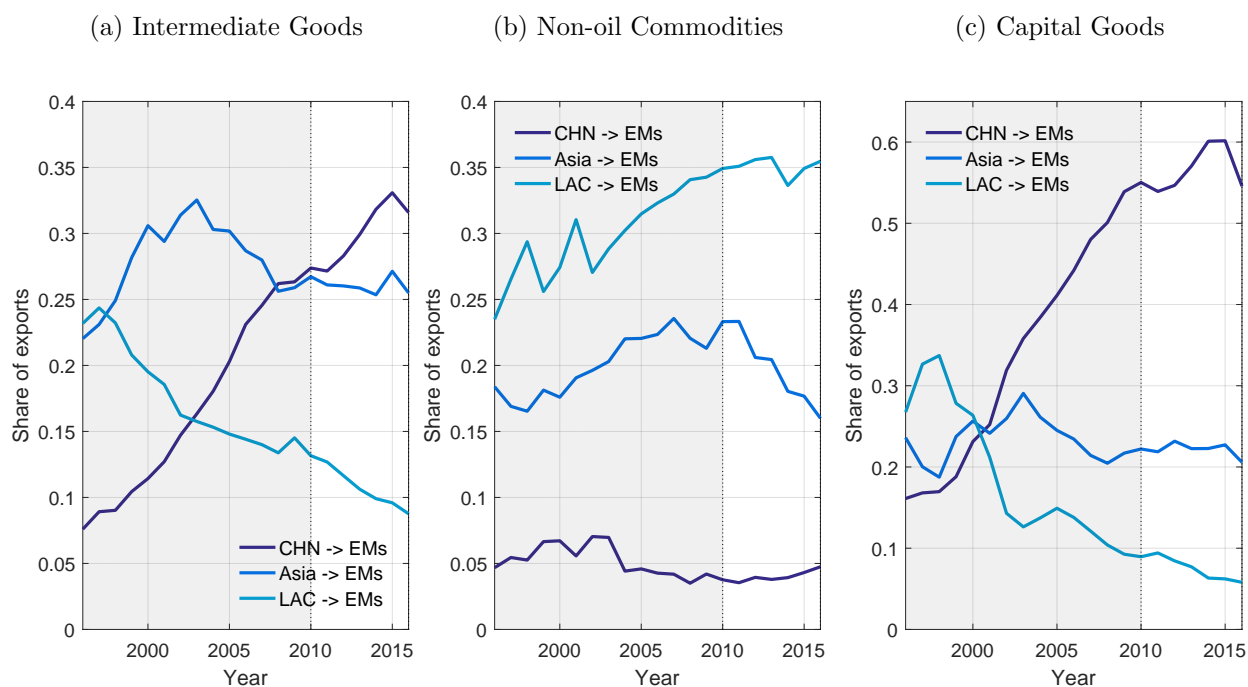 (a) Intermediate Goods
0.4
0.35
0.3
0.25
0.2
0.15
0.1
0.05
0
Share of exports
2000 2005 2010 2015
Year
CHN -> EMs
Asia -> EMs
LAC -> EMs
(b) Non-oil Commodities
0.4
0.35
0.3
0.25
0.2
0.15
0.1
0.05
0
Share of exports
2000 2005 2010 2015
Year
CHN -> EMs
Asia -> EMs
LAC -> EMs
(c) Capital Goods
0.6
0.5
0.4
0.3
0.2
0.1
0
Share of exports
2000 2005 2010 2015
Year
CHN -> EMs
Asia -> EMs
LAC -> EMs